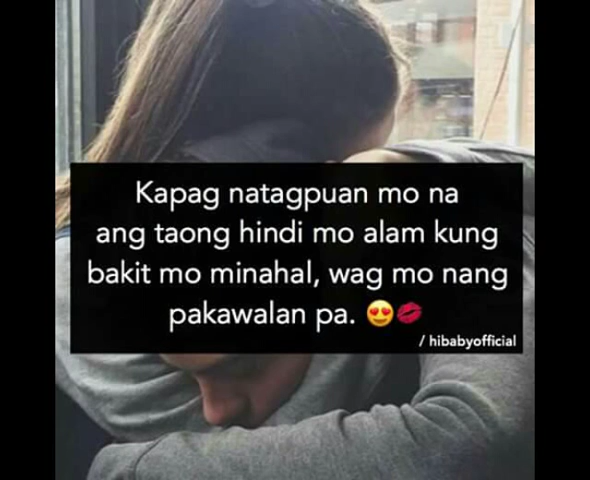 Kapag natagpuan mo na
ang taong hindi mo alam kung
bakit mo minahal, wag mo nang
pakawalan pa. 😍💋
/ hibabyofficial